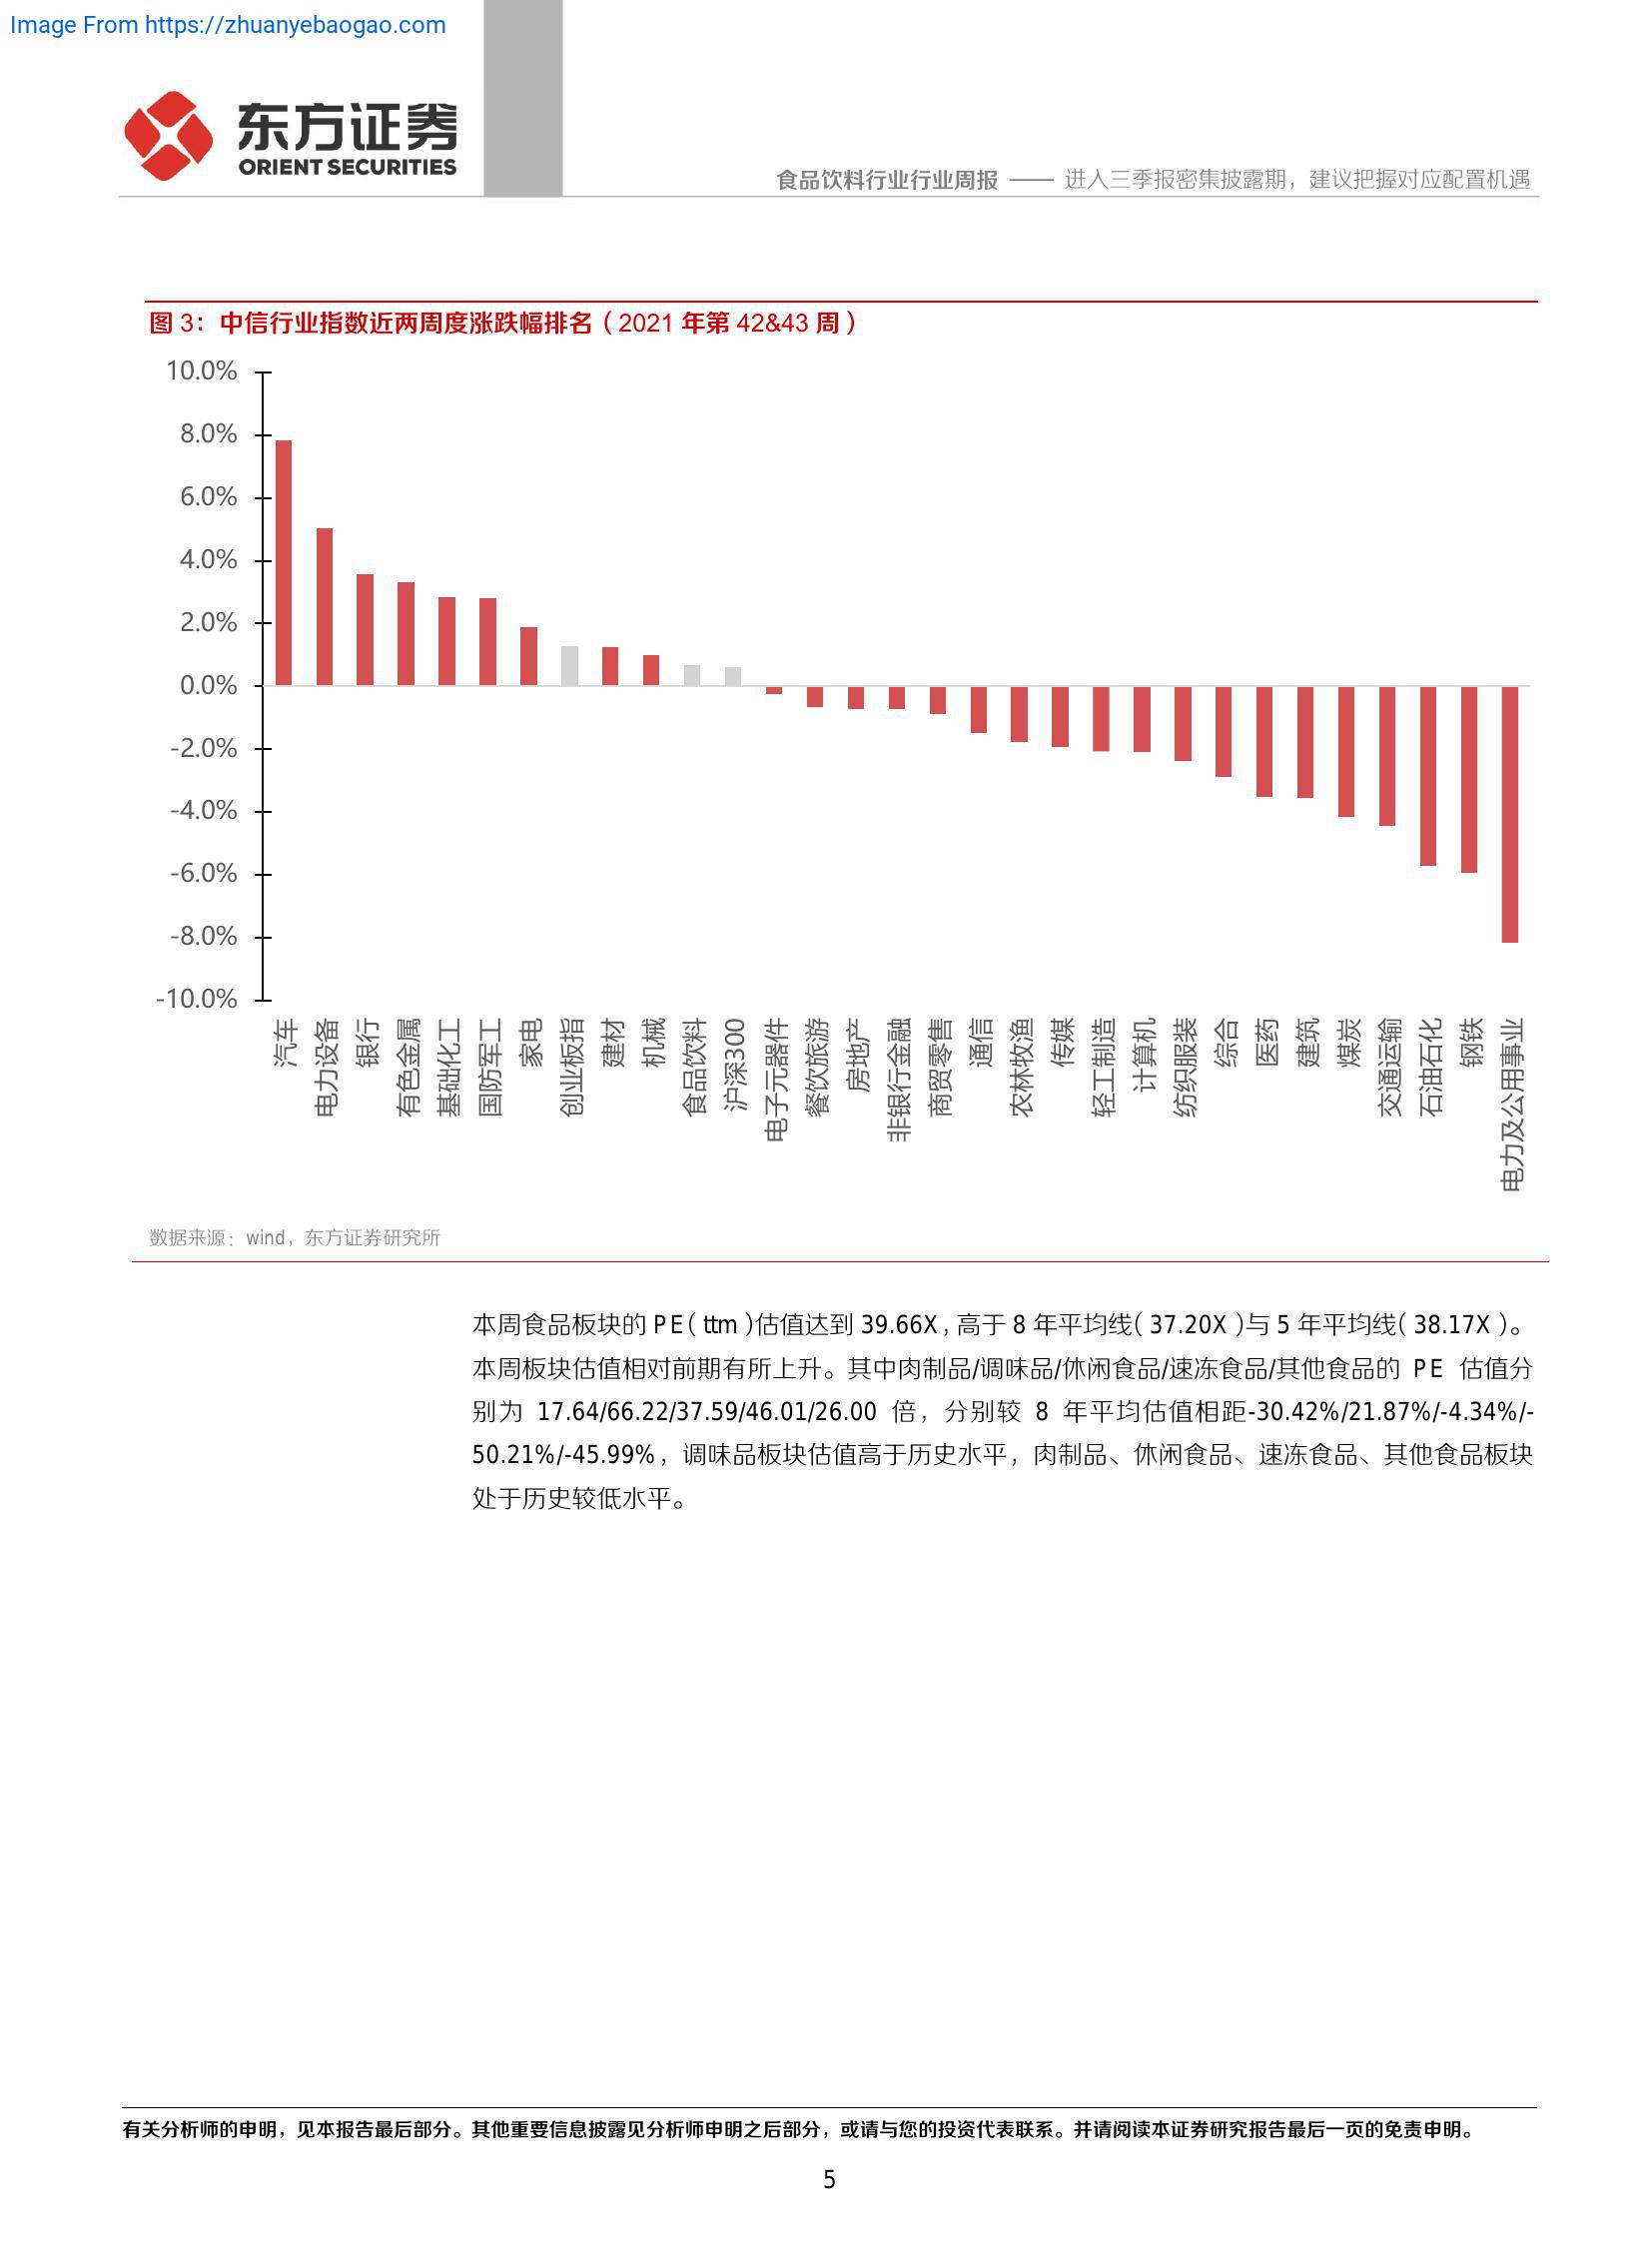 Image From https://zhuanyebaogao.com
东方证券
ORIENT SECURITIES
食品饮料行业行业周报 —— 进入三季报密集披露期，建议把握对应配置机遇
图 3：中信行业指数近两周度涨跌幅排名（2021 年第 42&43 周）
10.0%
8.0%
6.0%
4.0%
2.0%
0.0%
-2.0%
-4.0%
-6.0%
-8.0%
-10.0%
汽车
电力设备
银行
有色金属
基础化工
国防军工
家电
创业板指
建材
机械
食品饮料
沪深300
电子元器件
餐饮旅游
房地产
非银行金融
商贸零售
通信
农林牧渔
传媒
轻工制造
计算机
纺织服装
综合
医药
建筑
煤炭
交通运输
石油石化
钢铁
电力及公用事业
数据来源：wind，东方证券研究所
本周食品板块的 PE（ttm）估值达到 39.66X，高于 8 年平均线（37.20X）与 5 年平均线（38.17X）。
本周板块估值相对前期有所上升。其中肉制品/调味品/休闲食品/速冻食品/其他食品的 PE 估值分
别为 17.64/66.22/37.59/46.01/26.00 倍，分别较 8 年平均估值相距-30.42%/21.87%/-4.34%/-
50.21%/-45.99%，调味品板块估值高于历史水平，肉制品、休闲食品、速冻食品、其他食品板块
处于历史较低水平。
有关分析师的申明，见本报告最后部分。其他重要信息披露见分析师申明之后部分，或请与您的投资代表联系。并请阅读本证券研究报告最后一页的免责申明。
5